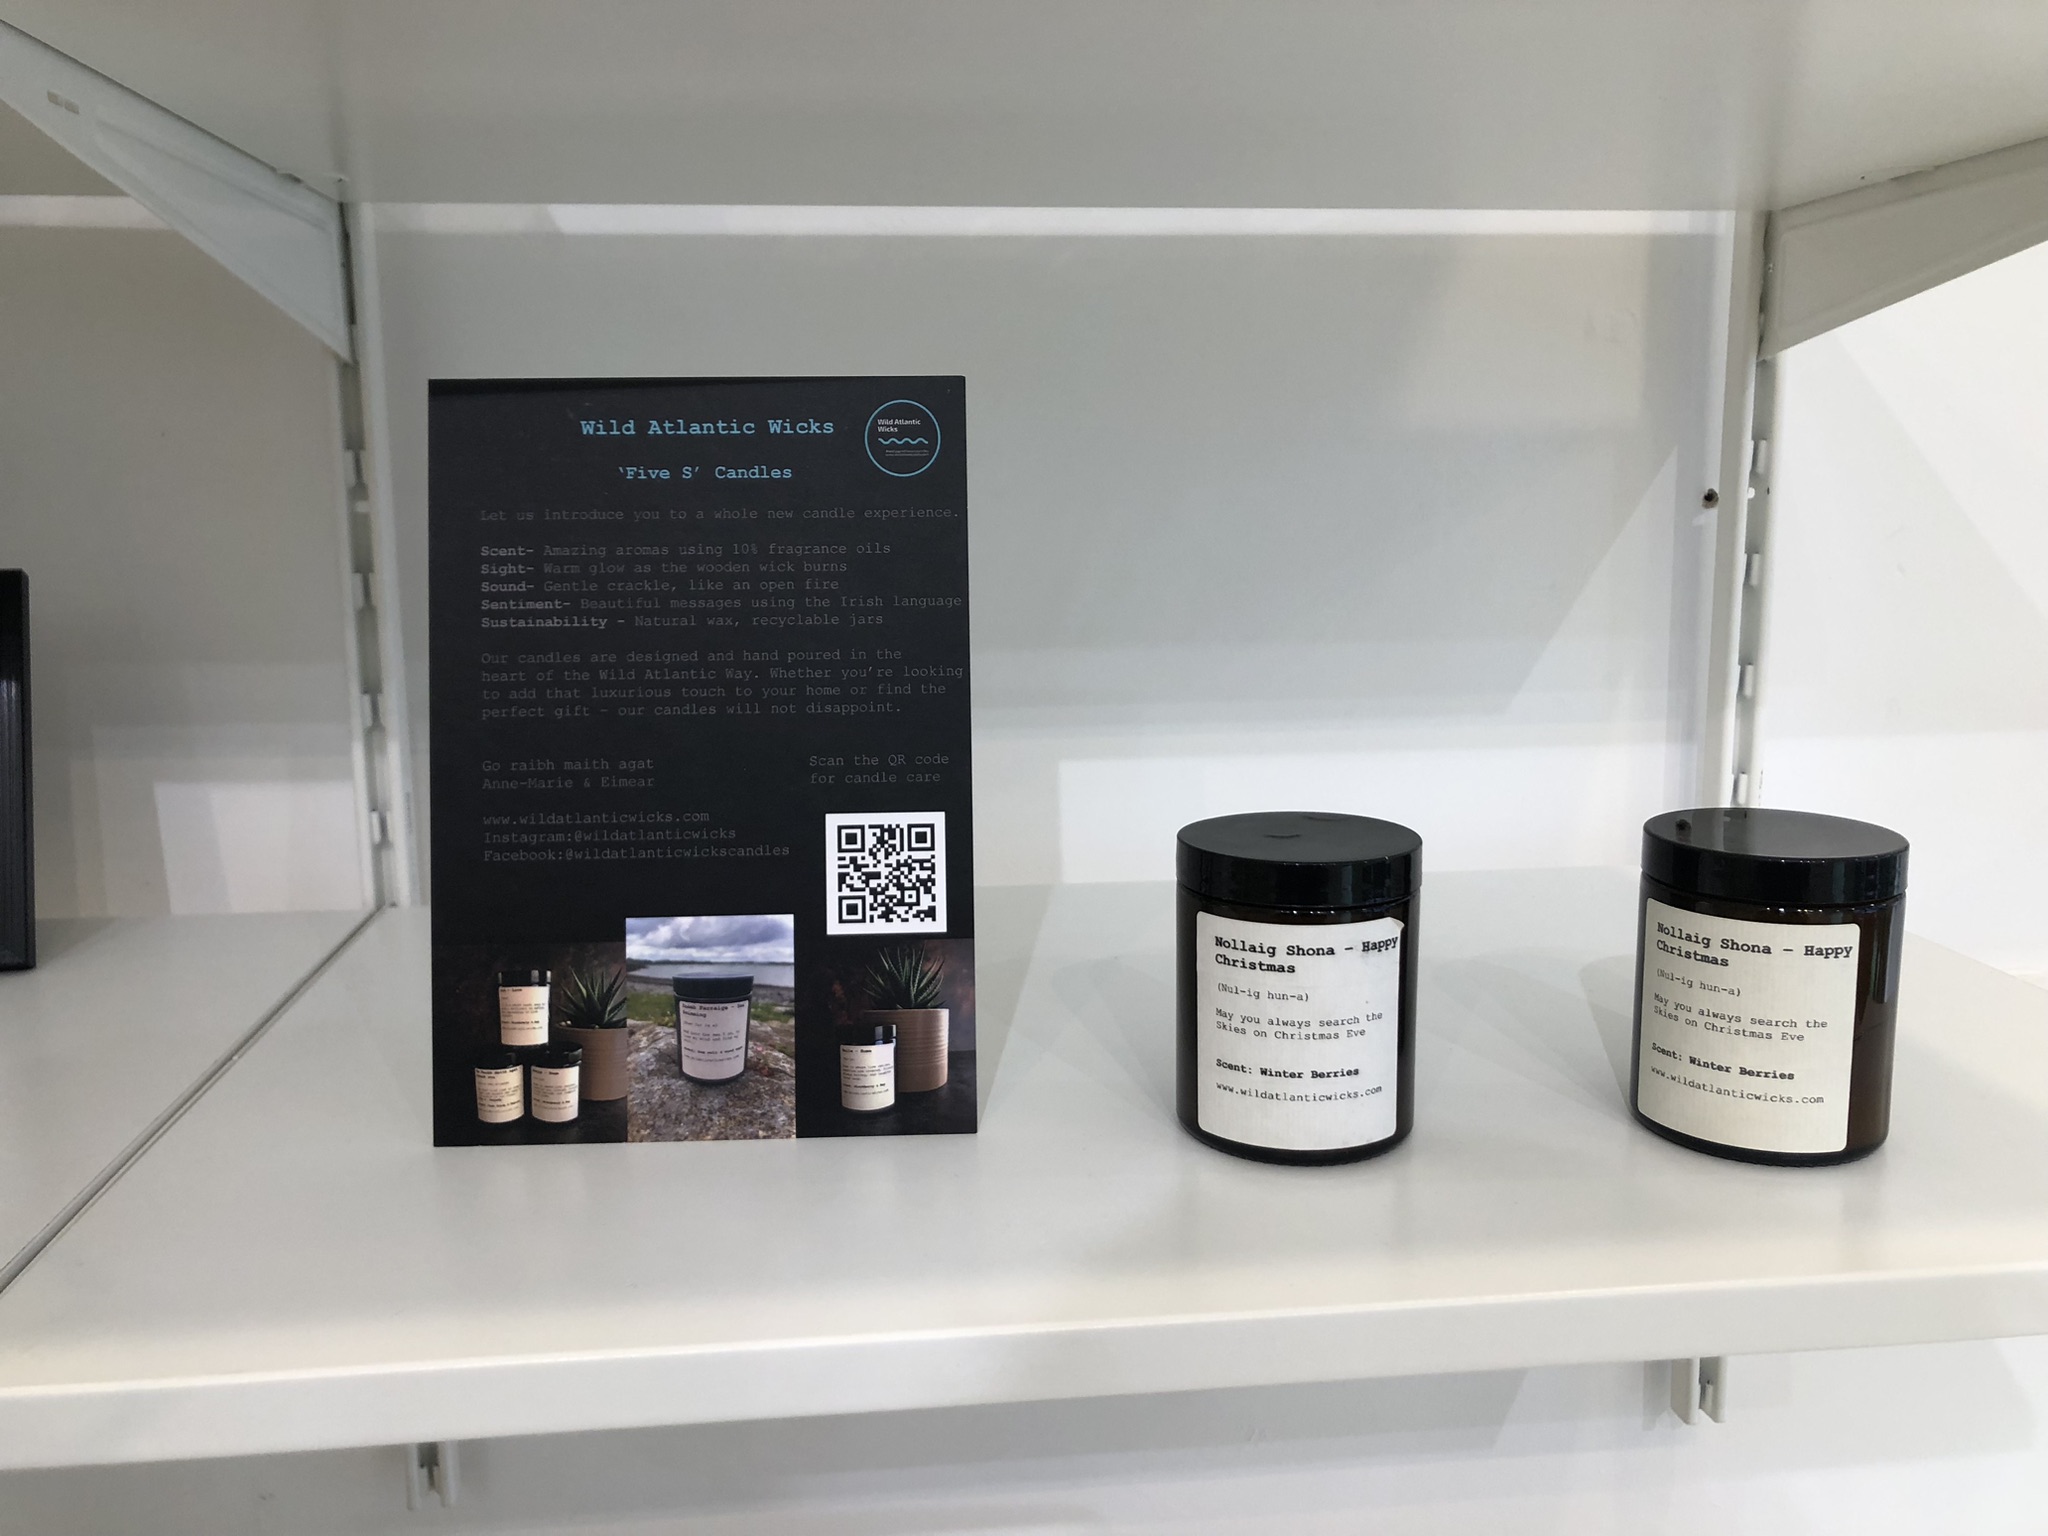 Wild Atlantic Wicks
'Five S' Candles
Wild Atlantic
Wicks
Let us introduce you to a whole new candle experience.
Scent- Amazing aromas using 10% fragrance oils
Sight- Warm glow as the wooden wick burns
Sound- Gentle crackle, like an open fire
Sentiment- Beautiful messages using the Irish language
Sustainability - Natural wax, recyclable jars
Our candles are designed and hand poured in the
heart of the Wild Atlantic Way. Whether you're looking
to add that luxurious touch to your home or find the
perfect gift - our candles will not disappoint.
Go raibh maith agat
Anne-Marie & Eimear
Scan the QR code
for candle care
www.wildatlanticwicks.com
Instagram:@wildatlanticwicks
Facebook:@wildatlanticwickscandles
Nollaig Shona - Happy
Christmas
(Nul-ig hun-a)
May you always search the
Skies on Christmas Eve
Scent: Winter Berries
www.wildatlanticwicks.com
Nollaig Shona - Happy
Christmas
(Nul-ig hun-a)
May you always search the
Skies on Christmas Eve
Scent: Winter Berries
www.wildatlanticwicks.com